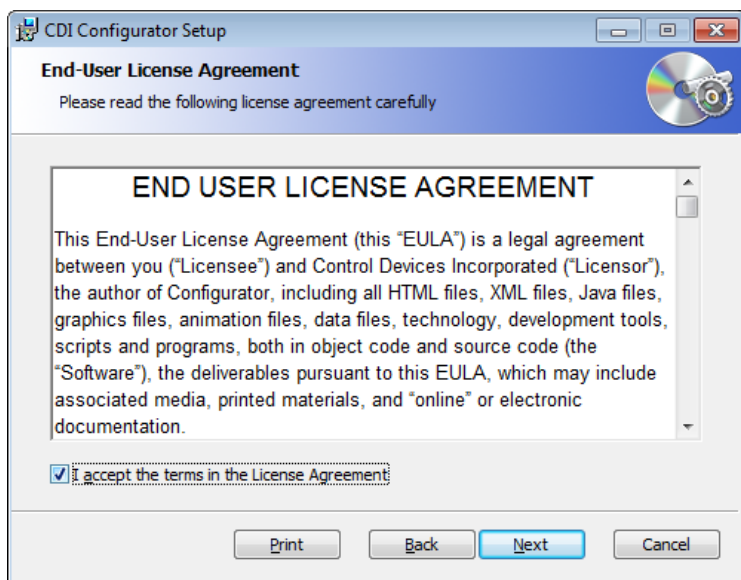 CDI Configurator Setup
End-User License Agreement
Please read the following license agreement carefully
END USER LICENSE AGREEMENT
This End-User License Agreement (this “EULA”) is a legal agreement
between you (“Licensee”) and Control Devices Incorporated (“Licensor”),
the author of Configurator, including all HTML files, XML files, Java files,
graphics files, animation files, data files, technology, development tools,
scripts and programs, both in object code and source code (the
“Software”), the deliverables pursuant to this EULA, which may include
associated media, printed materials, and “online” or electronic
documentation.
I accept the terms in the License Agreement
Print Back Next Cancel